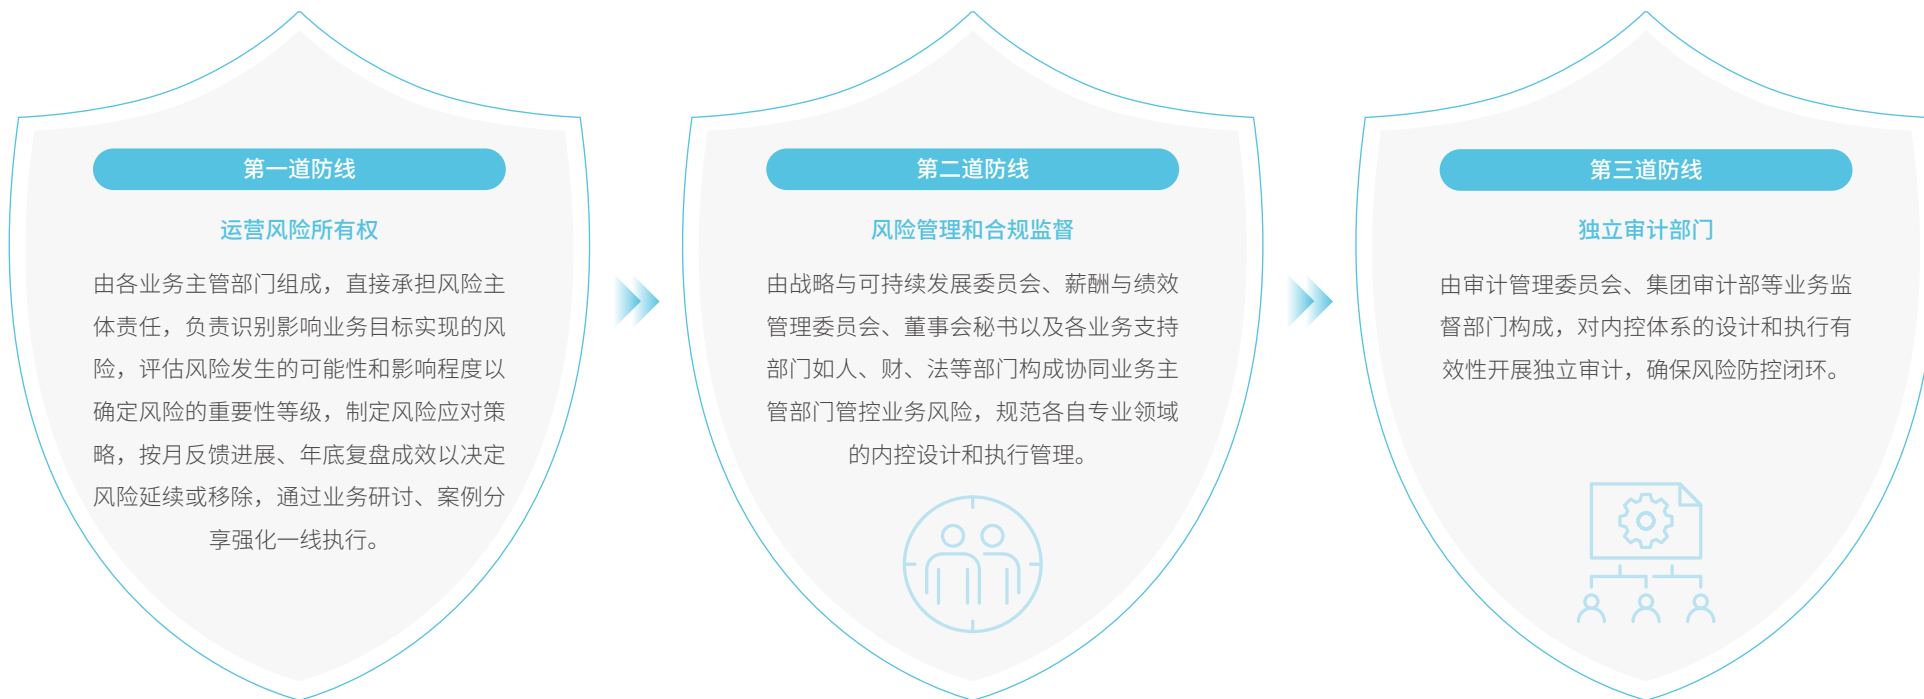 第一道防线
运营风险所有权
由各业务主管部门组成，直接承担风险主
体责任，负责识别影响业务目标实现的风
险，评估风险发生的可能性和影响程度以
确定风险的重要性等级，制定风险应对策
略，按月反馈进展、年底复盘成效以决定
风险延续或移除，通过业务研讨、案例分
享强化一线执行。
第二道防线
风险管理和合规监督
由战略与可持续发展委员会、薪酬与绩效
管理委员会、董事会秘书以及各业务支持
部门如人、财、法等部门构成协同业务主
管部门管控业务风险，规范各自专业领域
的内控设计和执行管理。
第三道防线
独立审计部门
由审计管理委员会、集团审计部等业务监
督部门构成，对内控体系的设计和执行有
效性开展独立审计，确保风险防控闭环。